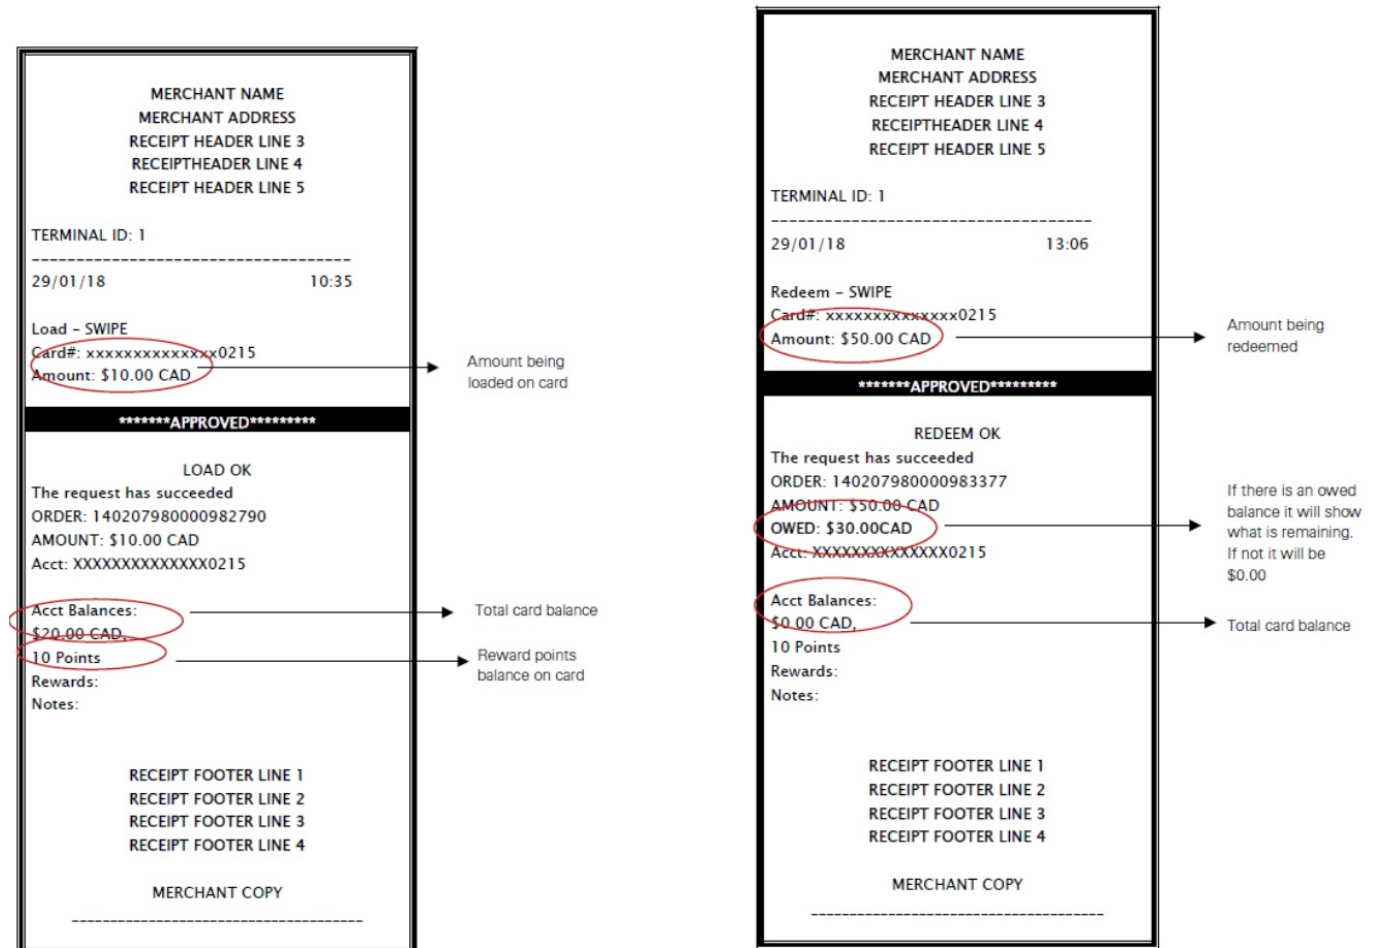 MERCHANT NAME
MERCHANT ADDRESS
RECEIPT HEADER LINE 3
RECEIPTHEADER LINE 4
RECEIPT HEADER LINE 5
TERMINAL ID: 1
------------------------------------
29/01/18 10:35
Load – SWIPE
Card#: xxxxxxxxxxxxxx0215
Amount: $10.00 CAD
Amount being
loaded on card
*******APPROVED*********
LOAD OK
The request has succeeded
ORDER: 140207980000982790
AMOUNT: $10.00 CAD
Acct: XXXXXXXXXXXXXX0215
Acct Balances:
$20.00 CAD,
10 Points
Rewards:
Notes:
Total card balance
Reward points
balance on card
RECEIPT FOOTER LINE 1
RECEIPT FOOTER LINE 2
RECEIPT FOOTER LINE 3
RECEIPT FOOTER LINE 4
MERCHANT COPY
---------------------------------------
MERCHANT NAME
MERCHANT ADDRESS
RECEIPT HEADER LINE 3
RECEIPTHEADER LINE 4
RECEIPT HEADER LINE 5
TERMINAL ID: 1
------------------------------------
29/01/18 13:06
Redeem – SWIPE
Card#: xxxxxxxxxxxxxx0215
Amount: $50.00 CAD
Amount being
redeemed
*******APPROVED*********
REDEEM OK
The request has succeeded
ORDER: 140207980000983377
AMOUNT: $50.00 CAD
OWED: $30.00CAD
Acct: XXXXXXXXXXXXXX0215
If there is an owed
balance it will show
what is remaining.
If not it will be
$0.00
Acct Balances:
$0.00 CAD,
10 Points
Rewards:
Notes:
Total card balance
RECEIPT FOOTER LINE 1
RECEIPT FOOTER LINE 2
RECEIPT FOOTER LINE 3
RECEIPT FOOTER LINE 4
MERCHANT COPY
---------------------------------------